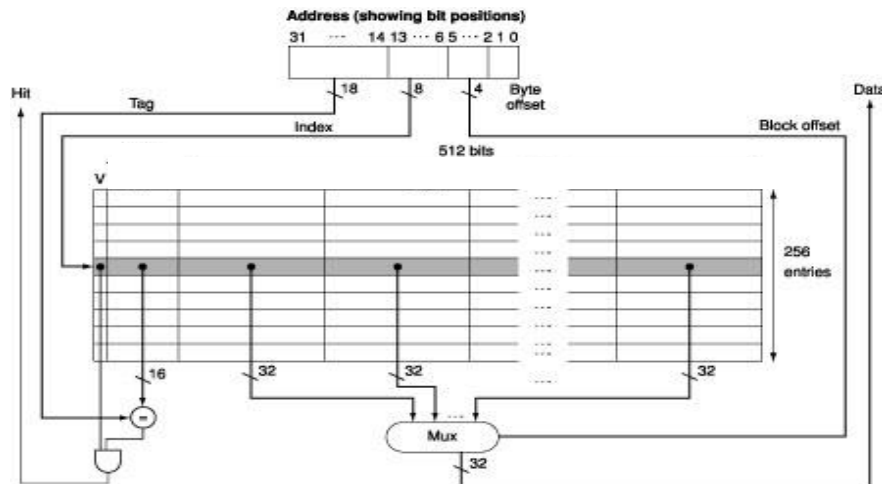 Address (showing bit positions)
31 ··· 14 13 ··· 6 5 ··· 2 1 0
18 8 4 Byte offset
Hit
Tag
Data
Index
Block offset
512 bits
V
256 entries
16 32 32 32
=
Mux
32